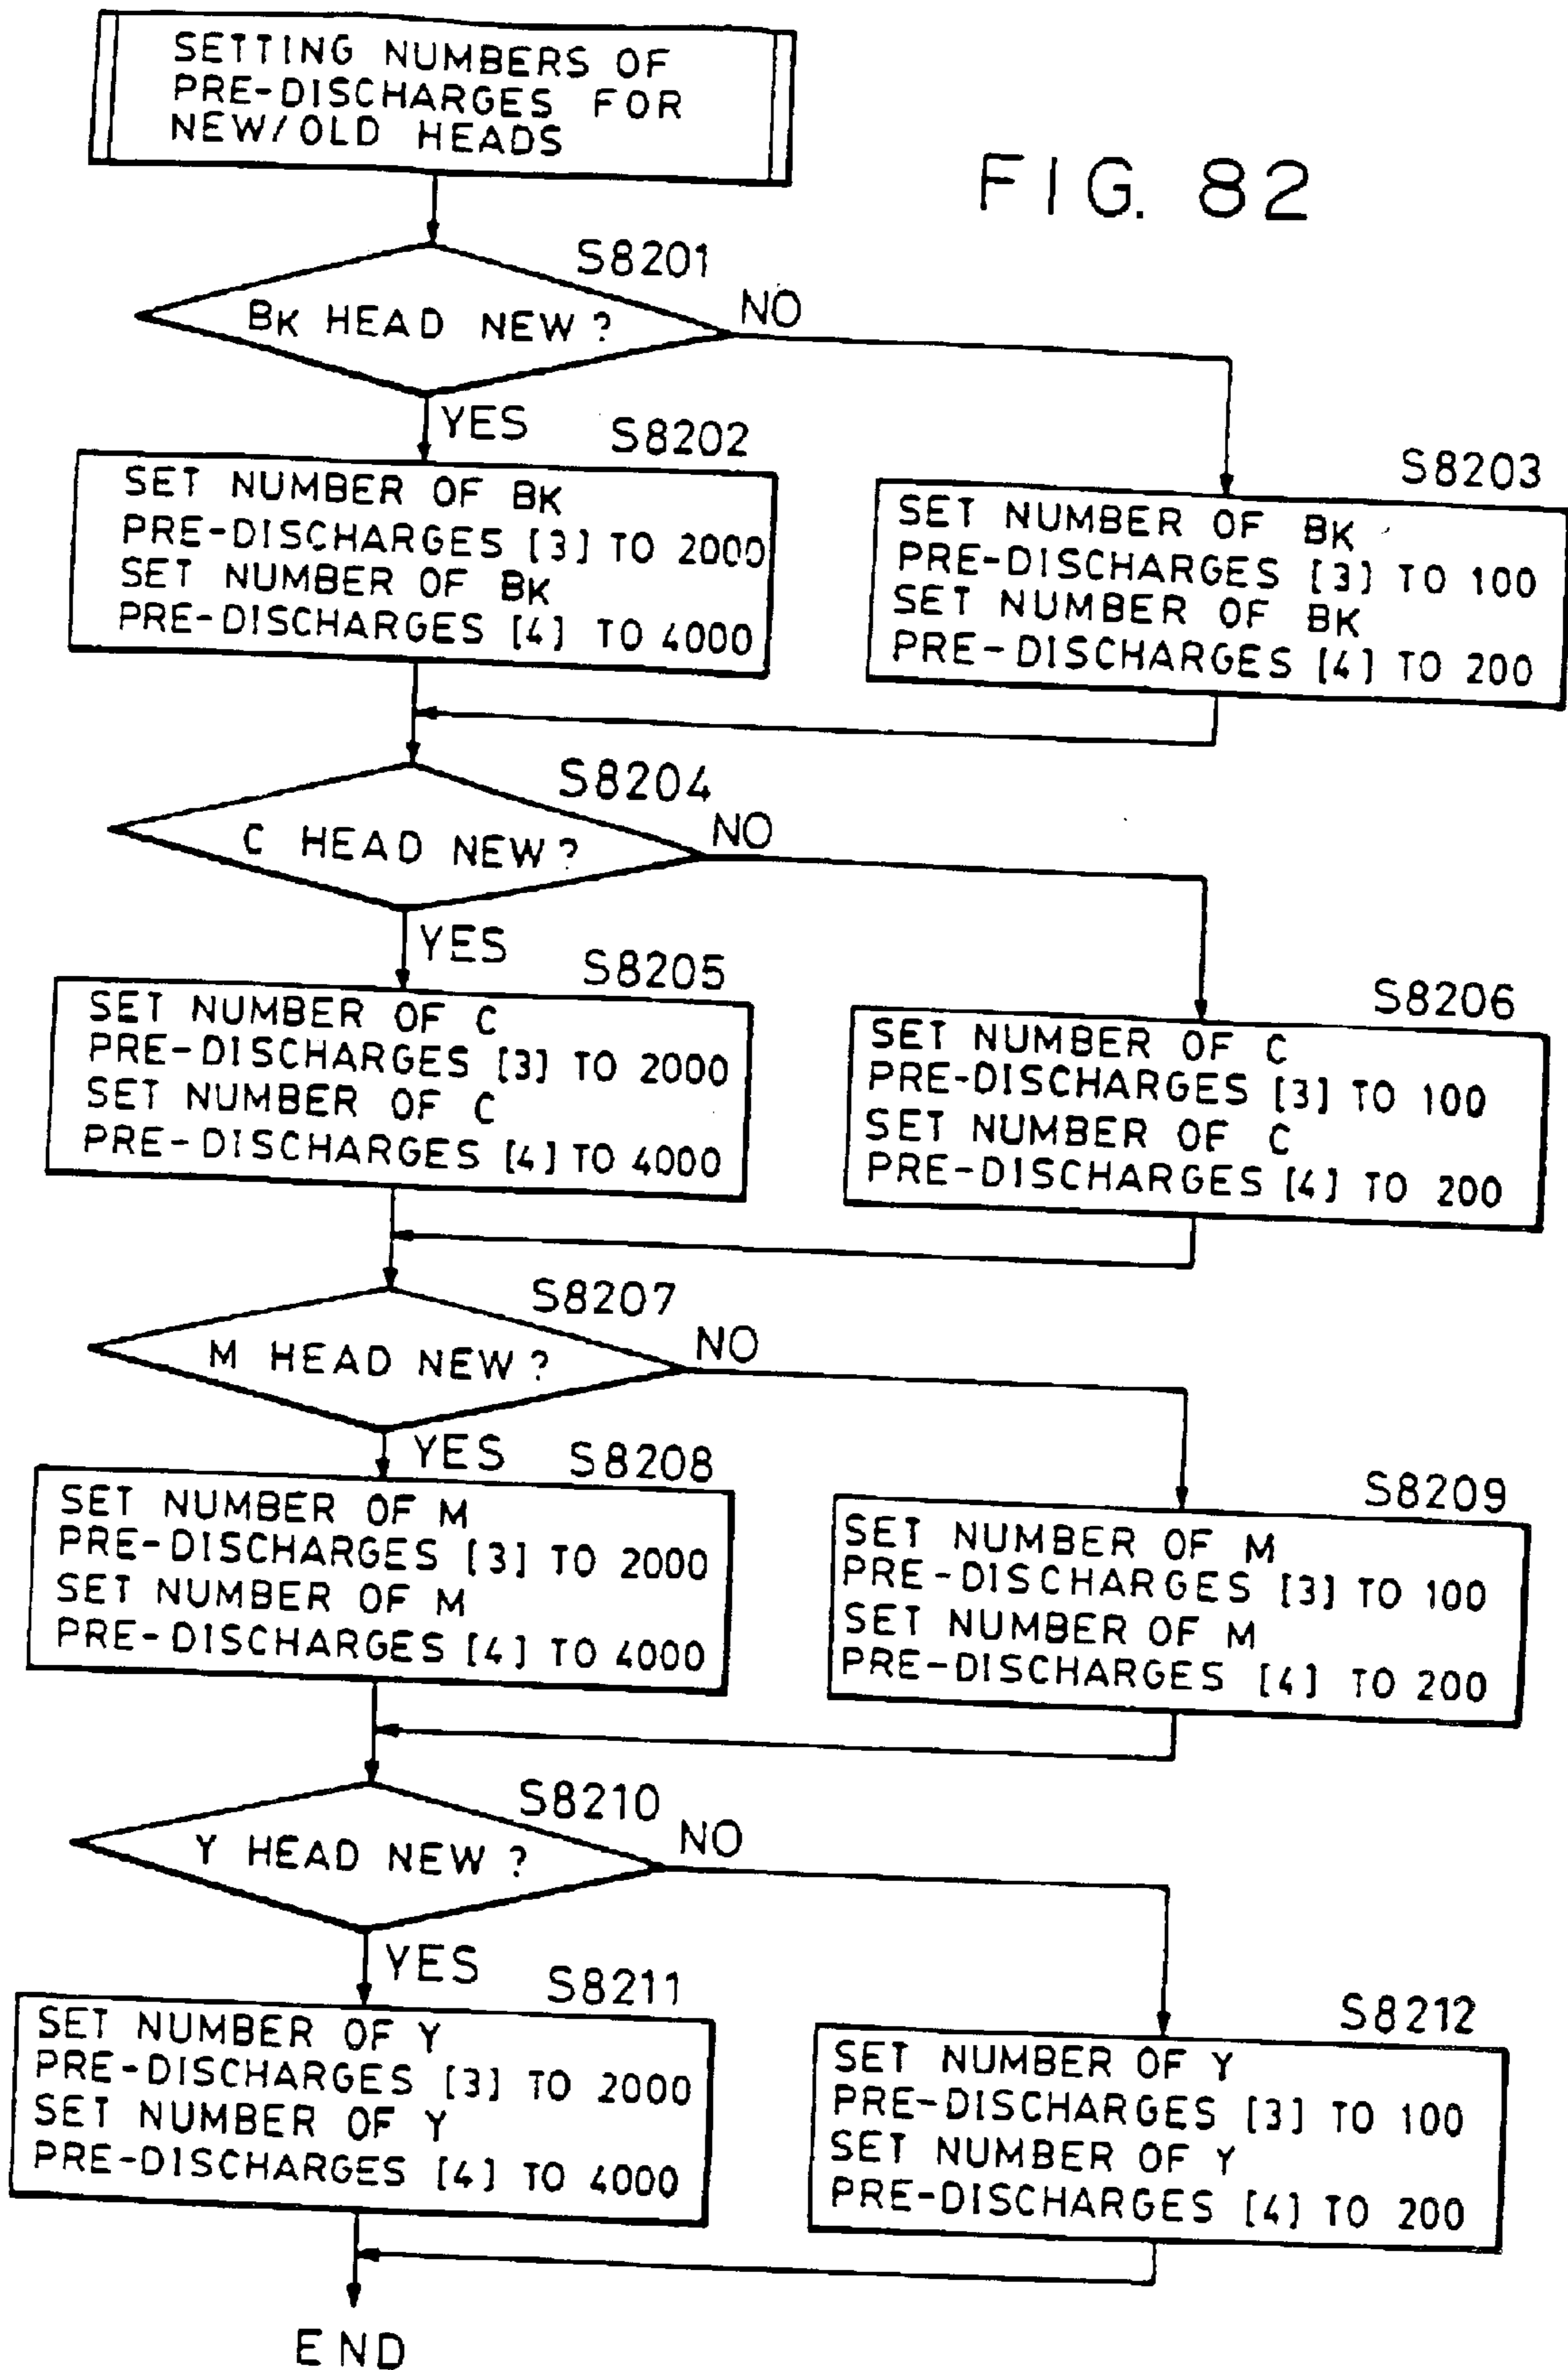 SETTING NUMBERS OF
PRE-DISCHARGES FOR
NEW/OLD HEADS
FIG. 82
S8201
BK HEAD NEW?
NO
YES
S8202
SET NUMBER OF BK
PRE-DISCHARGES [3] TO 2000
SET NUMBER OF BK
PRE-DISCHARGES [4] TO 4000
S8203
SET NUMBER OF BK
PRE-DISCHARGES [3] TO 100
SET NUMBER OF BK
PRE-DISCHARGES [4] TO 200
S8204
C HEAD NEW?
NO
YES
S8205
SET NUMBER OF C
PRE-DISCHARGES [3] TO 2000
SET NUMBER OF C
PRE-DISCHARGES [4] TO 4000
S8206
SET NUMBER OF C
PRE-DISCHARGES [3] TO 100
SET NUMBER OF C
PRE-DISCHARGES [4] TO 200
S8207
M HEAD NEW?
NO
YES
S8208
SET NUMBER OF M
PRE-DISCHARGES [3] TO 2000
SET NUMBER OF M
PRE-DISCHARGES [4] TO 4000
S8209
SET NUMBER OF M
PRE-DISCHARGES [3] TO 100
SET NUMBER OF M
PRE-DISCHARGES [4] TO 200
S8210
Y HEAD NEW?
NO
YES
S8211
SET NUMBER OF Y
PRE-DISCHARGES [3] TO 2000
SET NUMBER OF Y
PRE-DISCHARGES [4] TO 4000
S8212
SET NUMBER OF Y
PRE-DISCHARGES [3] TO 100
SET NUMBER OF Y
PRE-DISCHARGES [4] TO 200
END